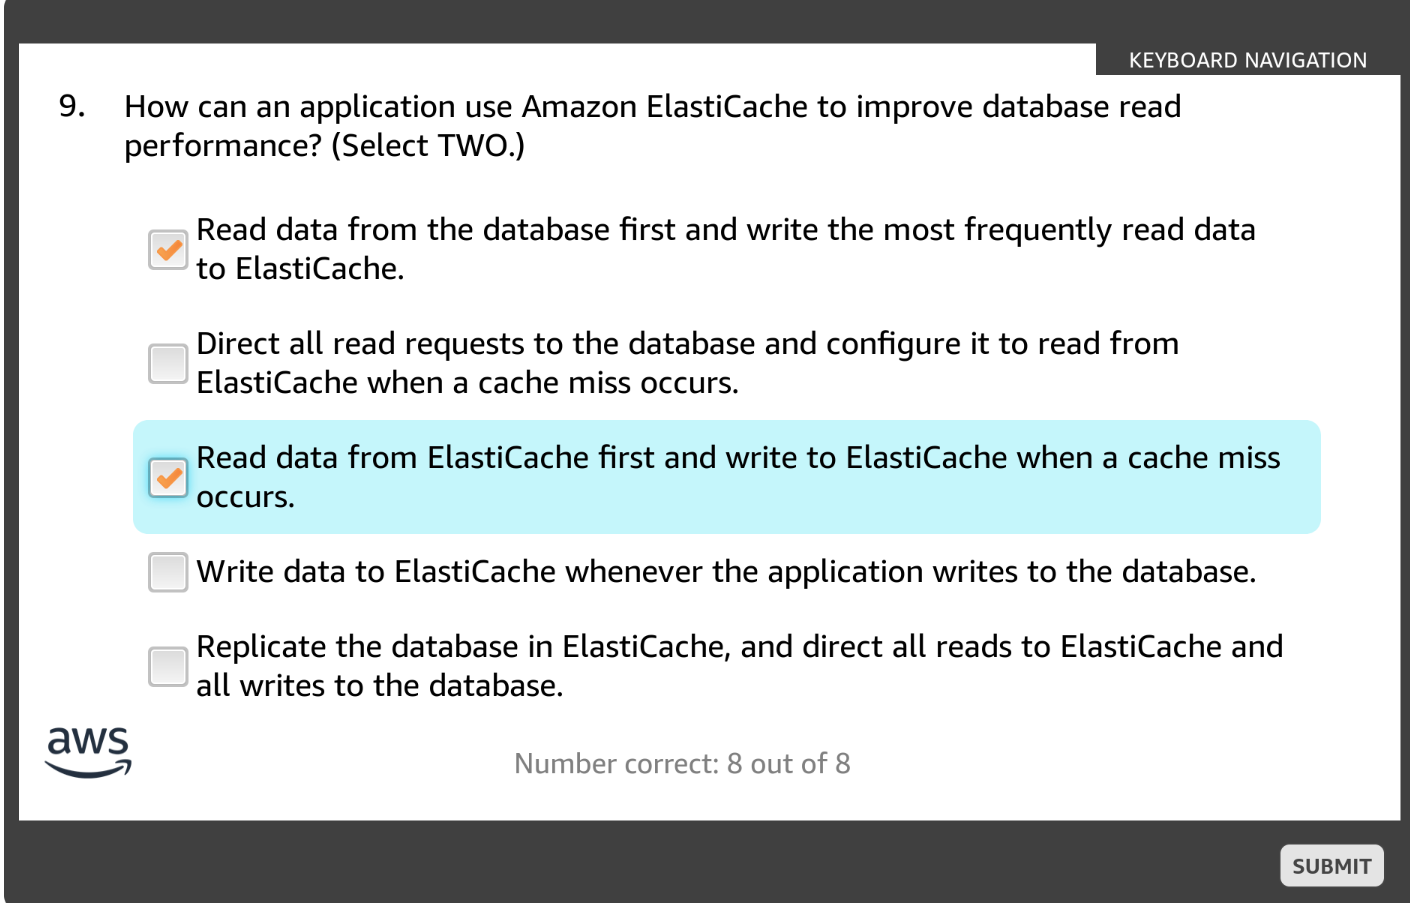 KEYBOARD NAVIGATION
9. How can an application use Amazon ElastiCache to improve database read
performance? (Select TWO.)
Read data from the database first and write the most frequently read data
to ElastiCache.
Direct all read requests to the database and configure it to read from
ElastiCache when a cache miss occurs.
Read data from ElastiCache first and write to ElastiCache when a cache miss
occurs.
Write data to ElastiCache whenever the application writes to the database.
Replicate the database in ElastiCache, and direct all reads to ElastiCache and
all writes to the database.
aws
Number correct: 8 out of 8
SUBMIT